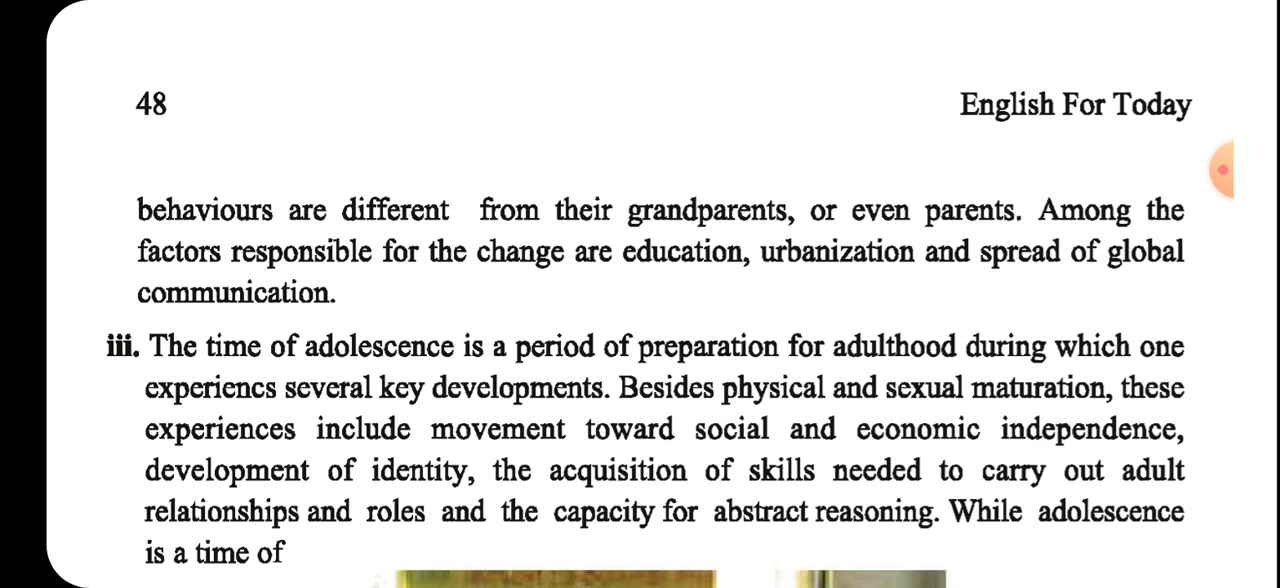 48 English For Today
behaviours are different from their grandparents, or even parents. Among the
factors responsible for the change are education, urbanization and spread of global
communication.
iii. The time of adolescence is a period of preparation for adulthood during which one
experiencs several key developments. Besides physical and sexual maturation, these
experiences include movement toward social and economic independence,
development of identity, the acquisition of skills needed to carry out adult
relationships and roles and the capacity for abstract reasoning. While adolescence
is a time of